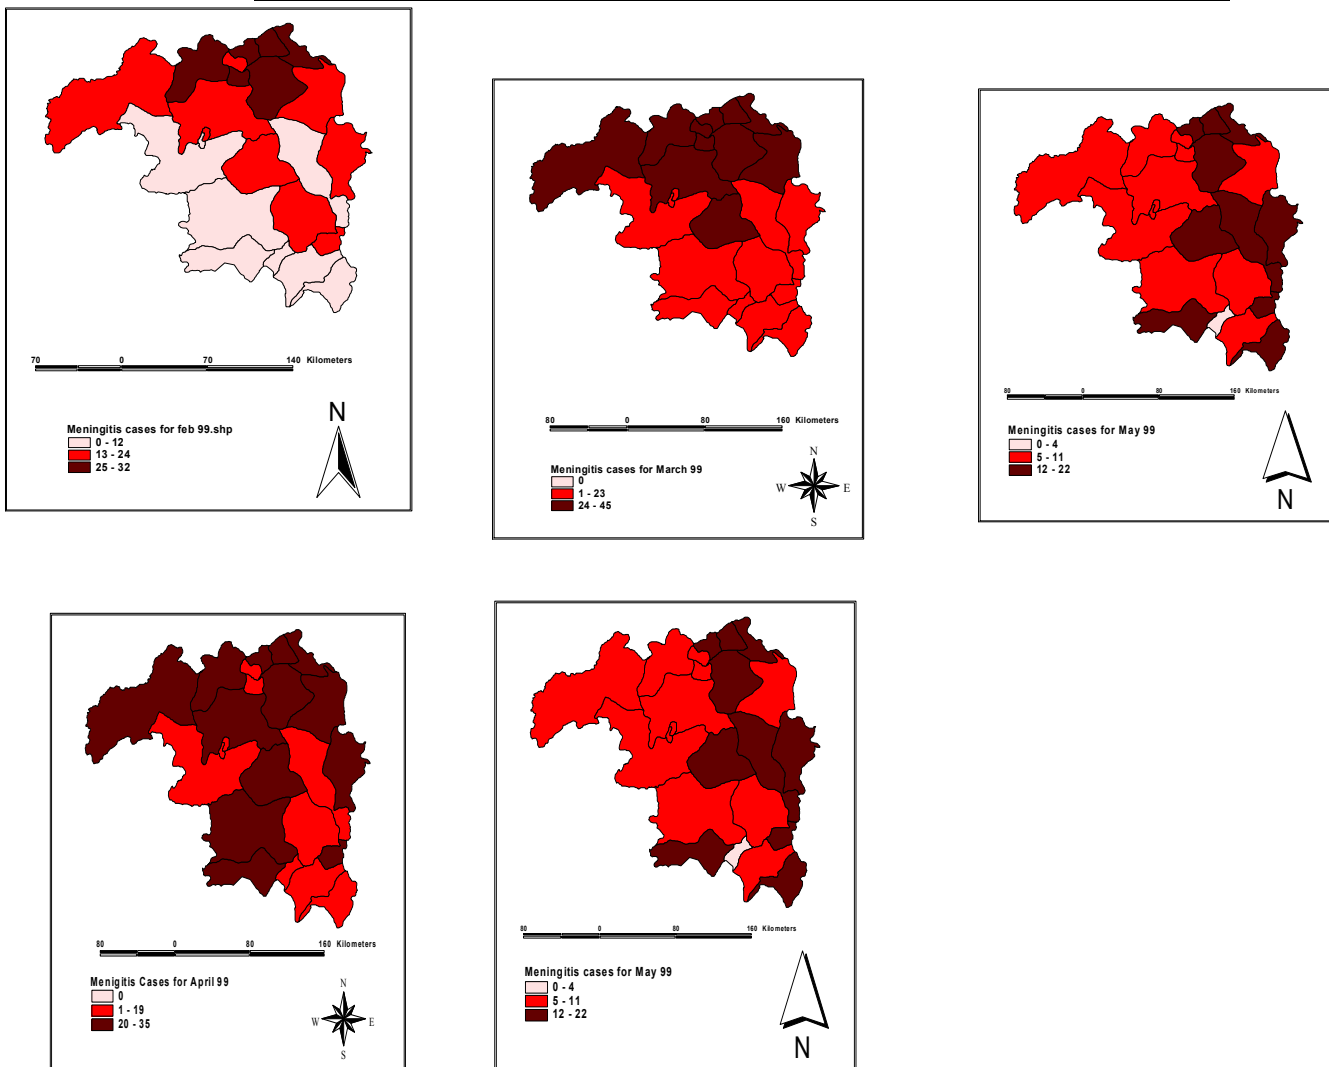 70 0 70 140 Kilometers
Meningitis cases for feb 99.shp
0 - 12
13 - 24
25 - 32
N
80 0 80 160 Kilometers
Meningitis cases for March 99
0
1 - 23
24 - 45
N
W E
S
80 0 80 160 Kilometers
Meningitis cases for May 99
0 - 4
5 - 11
12 - 22
N
80 0 80 160 Kilometers
Menigitis Cases for April 99
0
1 - 19
20 - 35
N
W E
S
80 0 80 160 Kilometers
Meningitis cases for May 99
0 - 4
5 - 11
12 - 22
N